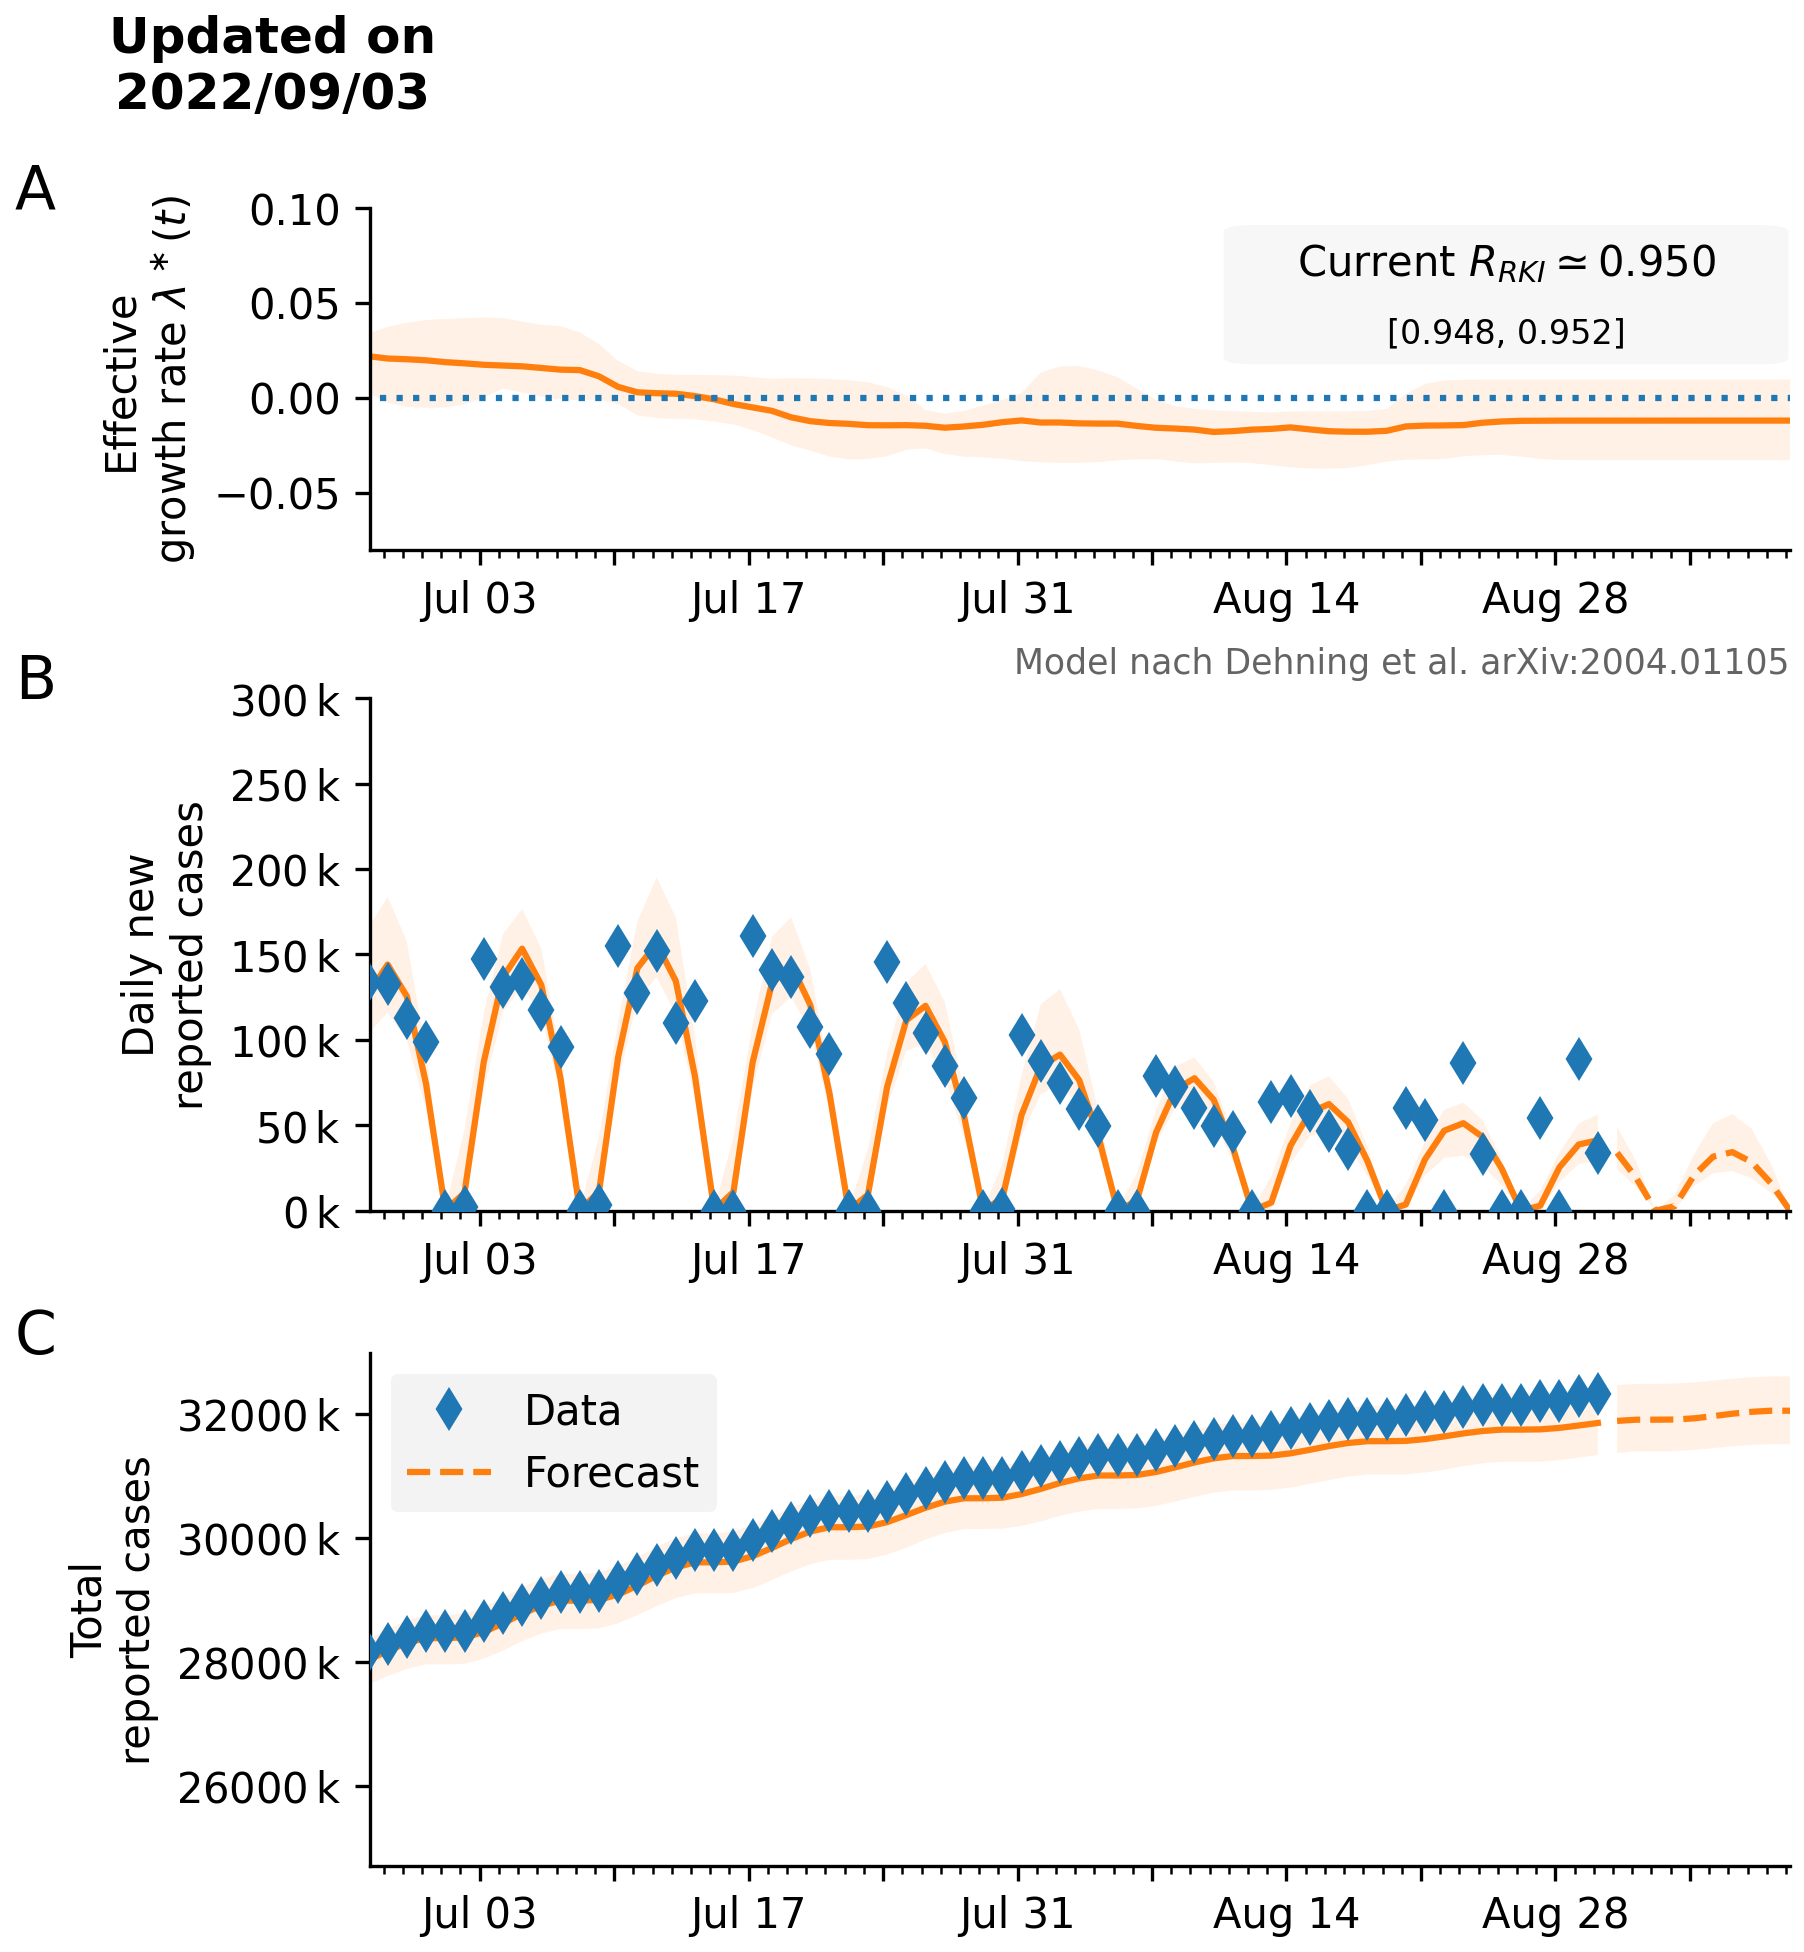 Updated on
2022/09/03
A
Effective
growth rate λ * (t)
0.10
0.05
0.00
−0.05
Current R_RKI ≃ 0.950
[0.948, 0.952]
Jul 03
Jul 17
Jul 31
Aug 14
Aug 28
Model nach Dehning et al. arXiv:2004.01105
B
Daily new
reported cases
300 k
250 k
200 k
150 k
100 k
50 k
0 k
Jul 03
Jul 17
Jul 31
Aug 14
Aug 28
C
Total
reported cases
32000 k
30000 k
28000 k
26000 k
Data
Forecast
Jul 03
Jul 17
Jul 31
Aug 14
Aug 28